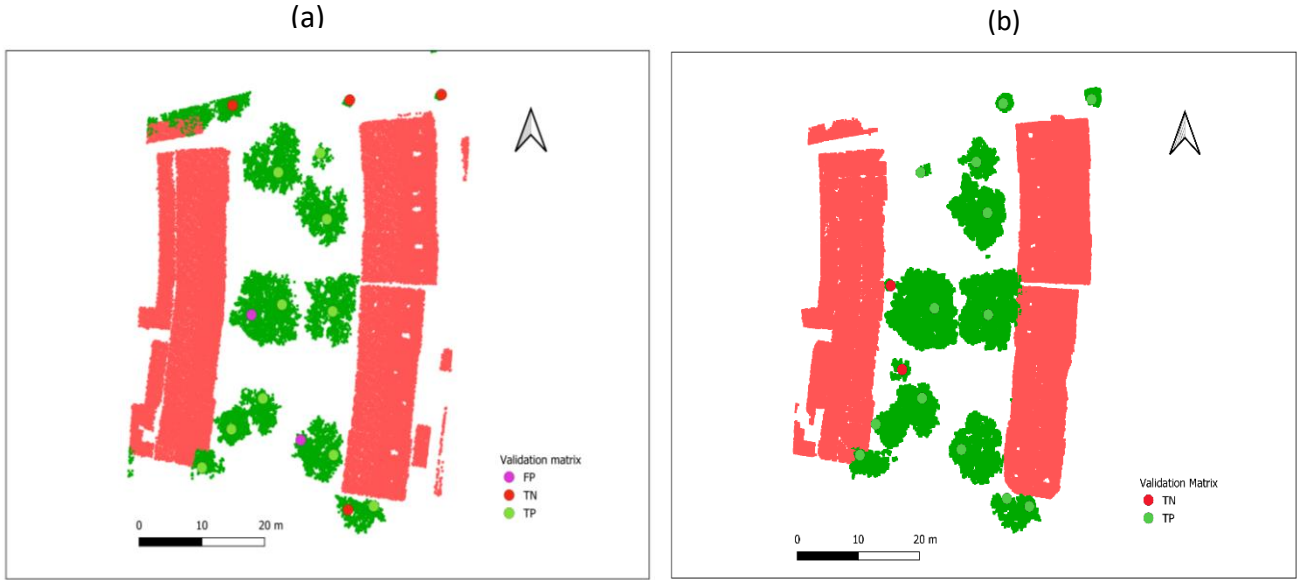 (a)
(b)
Validation matrix
FP
TN
TP
0 10 20 m
Validation Matrix
TN
TP
0 10 20 m